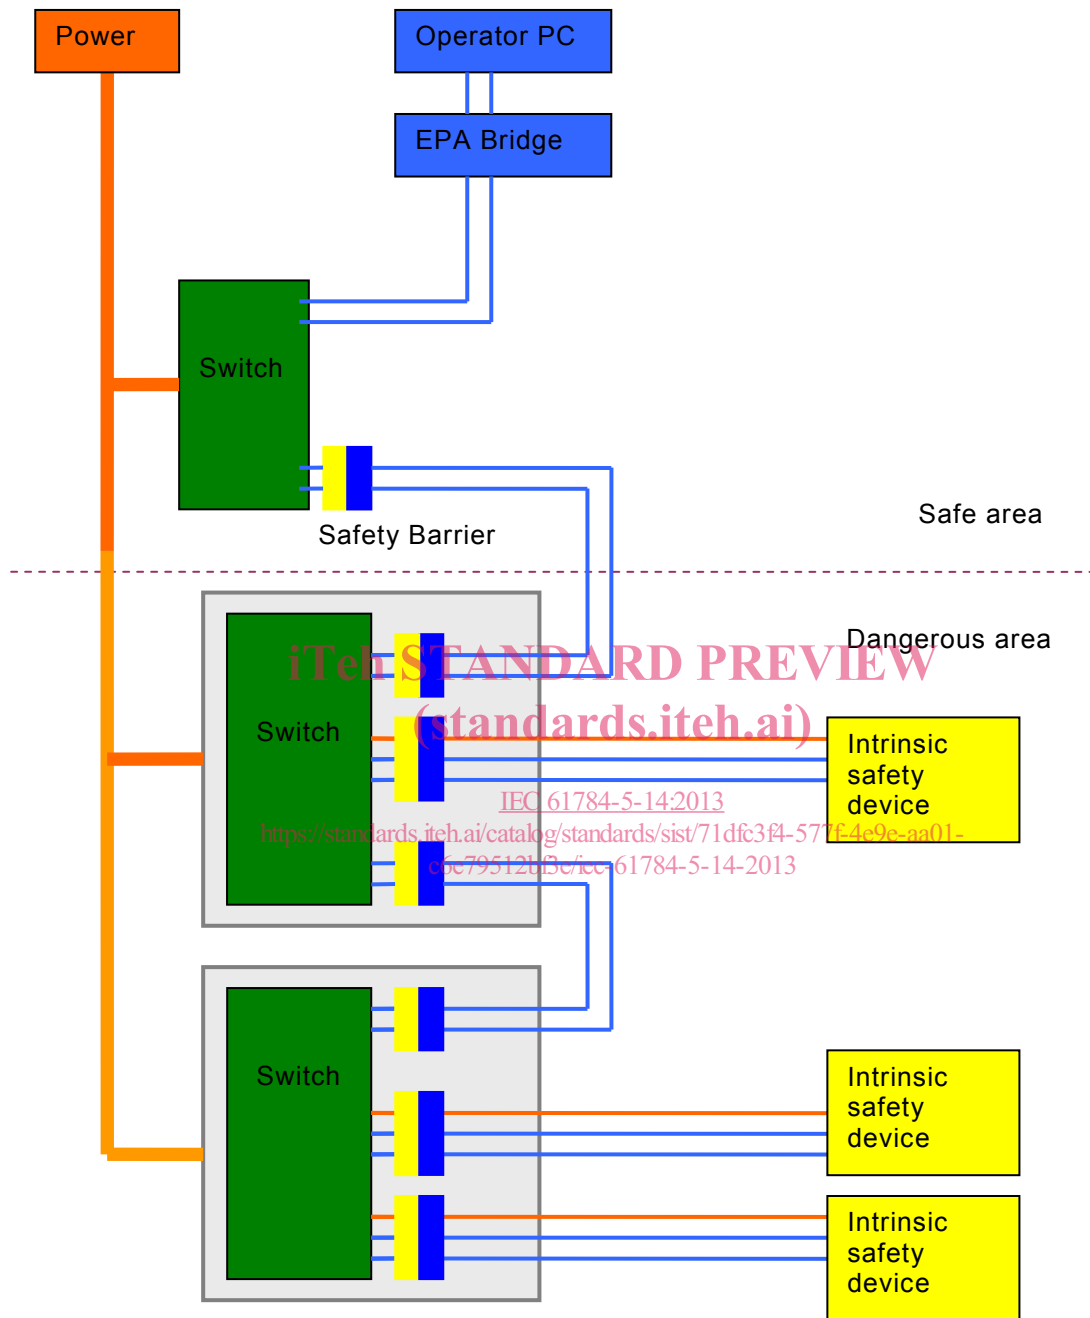 Power
Operator PC
EPA Bridge
Switch
Safety Barrier
Safe area
Dangerous area
iTeh STANDARD PREVIEW
(standards.iteh.ai)
Switch
Intrinsic
safety
device
IEC 61784-5-14:2013
https://standards.iteh.ai/catalog/standards/sist/71dfc3f4-577f-4e9e-aa01-
c6e79512bf3e/iec-61784-5-14-2013
Switch
Intrinsic
safety
device
Intrinsic
safety
device